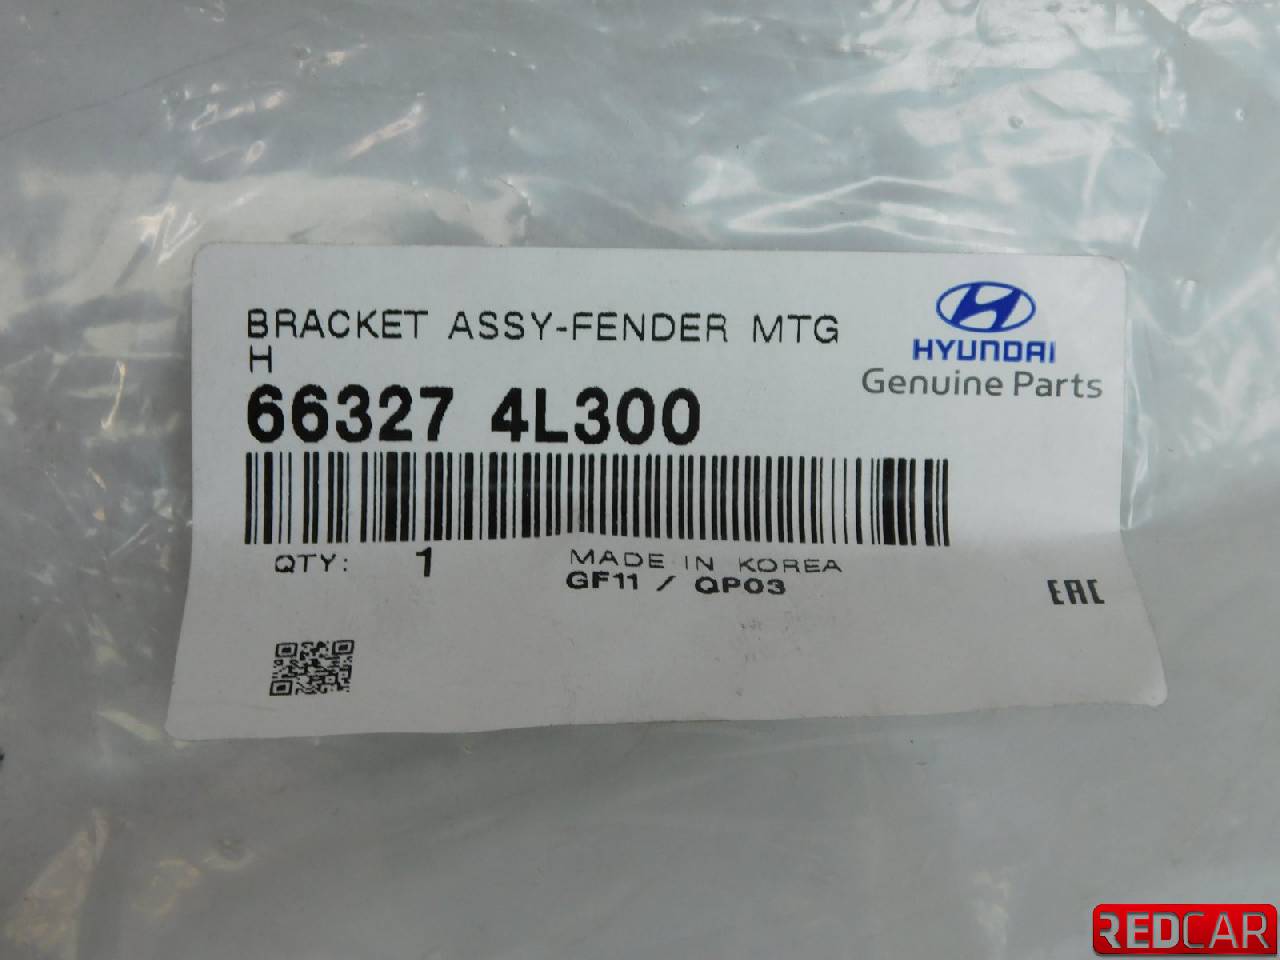 BRACKET ASSY-FENDER MTG
H
66327 4L300
HYUNDAI
Genuine Parts
QTY: 1
MADE IN KOREA
GF11 / QP03
EAC
REDCAR